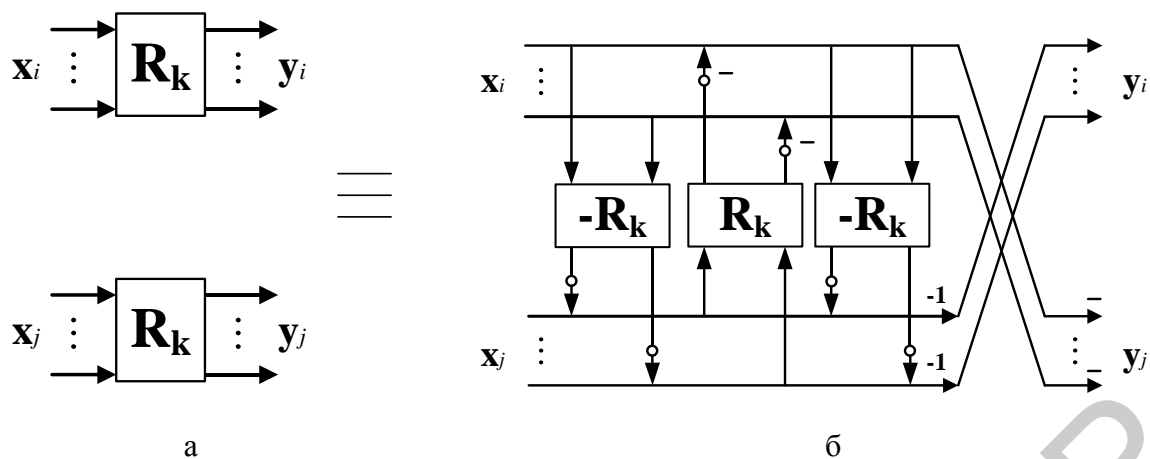 xi ⋮ Rk ⋮ yi
xj ⋮ Rk ⋮ yj
а
xi ⋮ – – ⋮ yi
-Rk Rk -Rk
xj ⋮ -1 -1 – ⋮ – yj
б